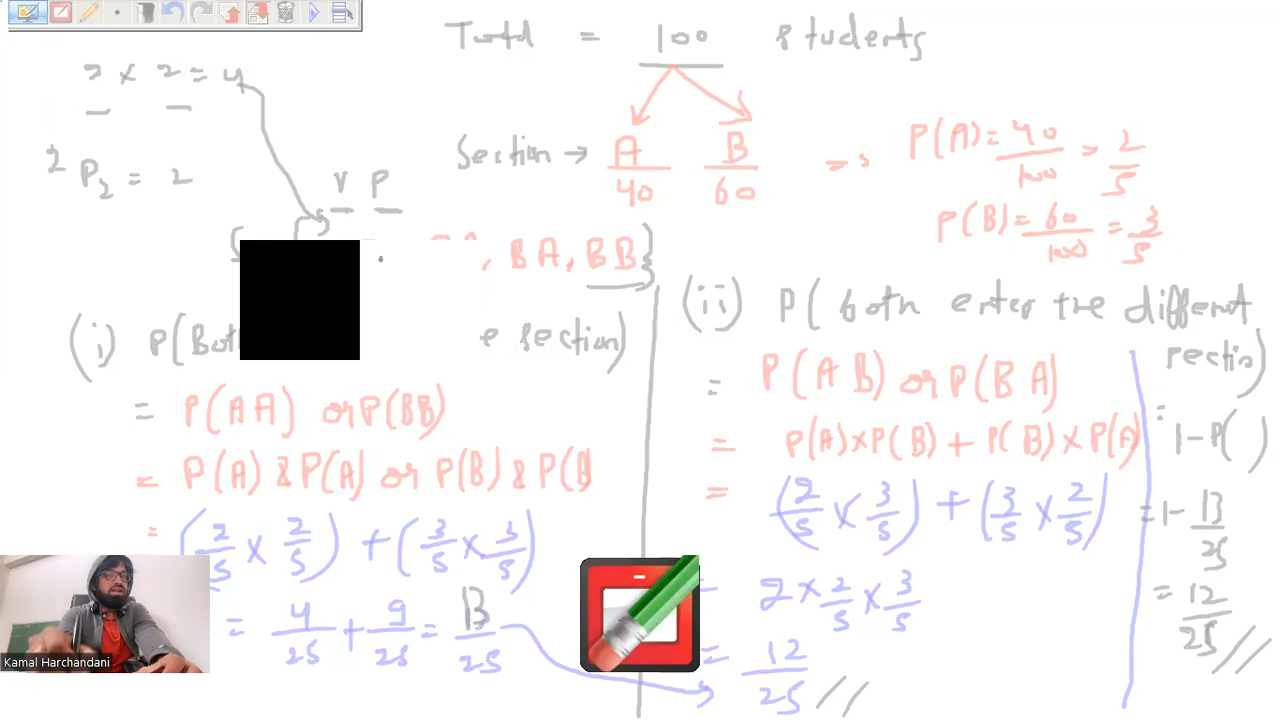 Total = 100 students
2 x 2 = 4
Section → A B
40 60
=> P(A) = 40/100 = 2/5
2P2 = 2
V P
P(B) = 60/100 = 3/5
, BA, BB}
(i) P(Both e section)
= P(AA) or P(BB)
= P(A) & P(A) or P(B) & P(B
= (2/5 x 2/5) + (3/5 x 3/5)
= 4/25 + 9/25 = 13/25
(ii) P( both enter the different section)
= P(AB) or P(BA)
= P(A)xP(B) + P(B)xP(A)
= (2/5 x 3/5) + (3/5 x 2/5)
= 2 x 2/5 x 3/5
= 12/25 //
= 1-P( )
= 1 - 13/25
= 12/25 //
Kamal Harchandani